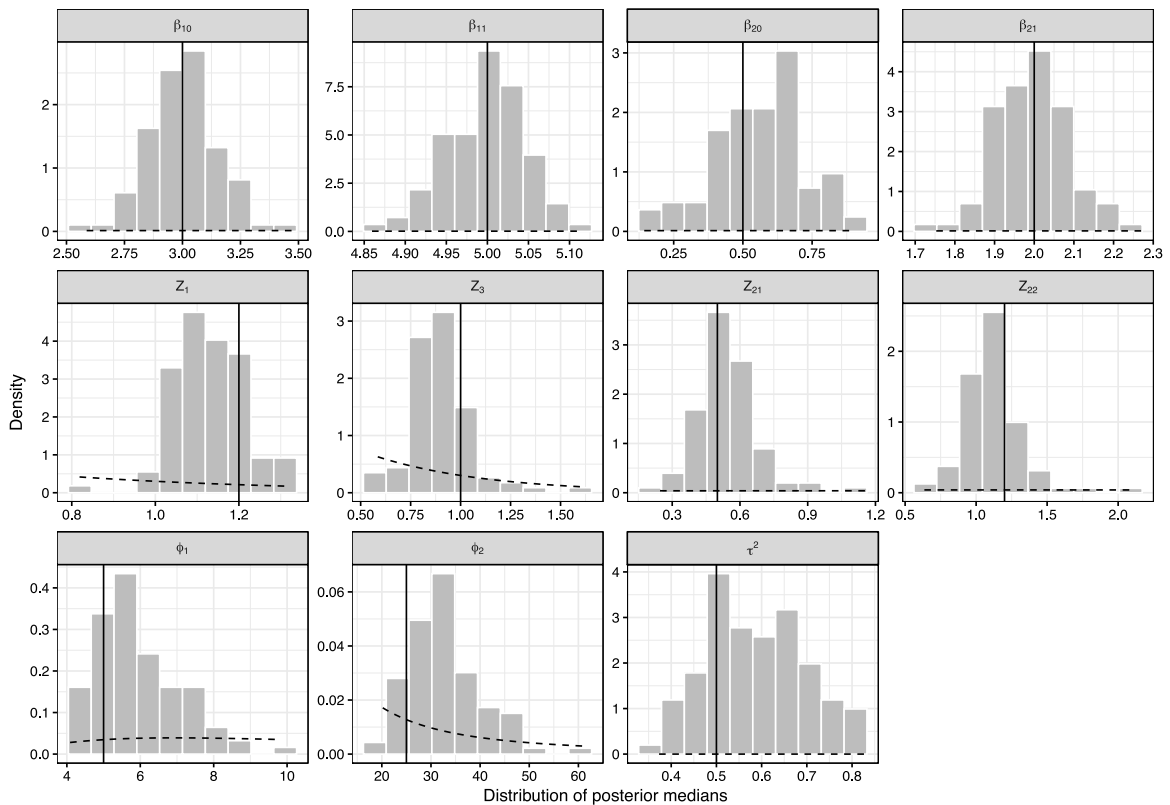 β10 β11 β20 β21
0 1 2
0.0 2.5 5.0 7.5
0 1 2 3
0 1 2 3 4
2.50 2.75 3.00 3.25 3.50
4.85 4.90 4.95 5.00 5.05 5.10
0.25 0.50 0.75
1.7 1.8 1.9 2.0 2.1 2.2 2.3
Z1 Z3 Z21 Z22
0 1 2 3 4
0 1 2 3
0 1 2 3
0 1 2
0.8 1.0 1.2
0.50 0.75 1.00 1.25 1.50
0.3 0.6 0.9 1.2
0.5 1.0 1.5 2.0
Density
ϕ1 ϕ2 τ²
0.0 0.1 0.2 0.3 0.4
0.00 0.02 0.04 0.06
0 1 2 3 4
4 6 8 10
20 30 40 50 60
0.4 0.5 0.6 0.7 0.8
Distribution of posterior medians